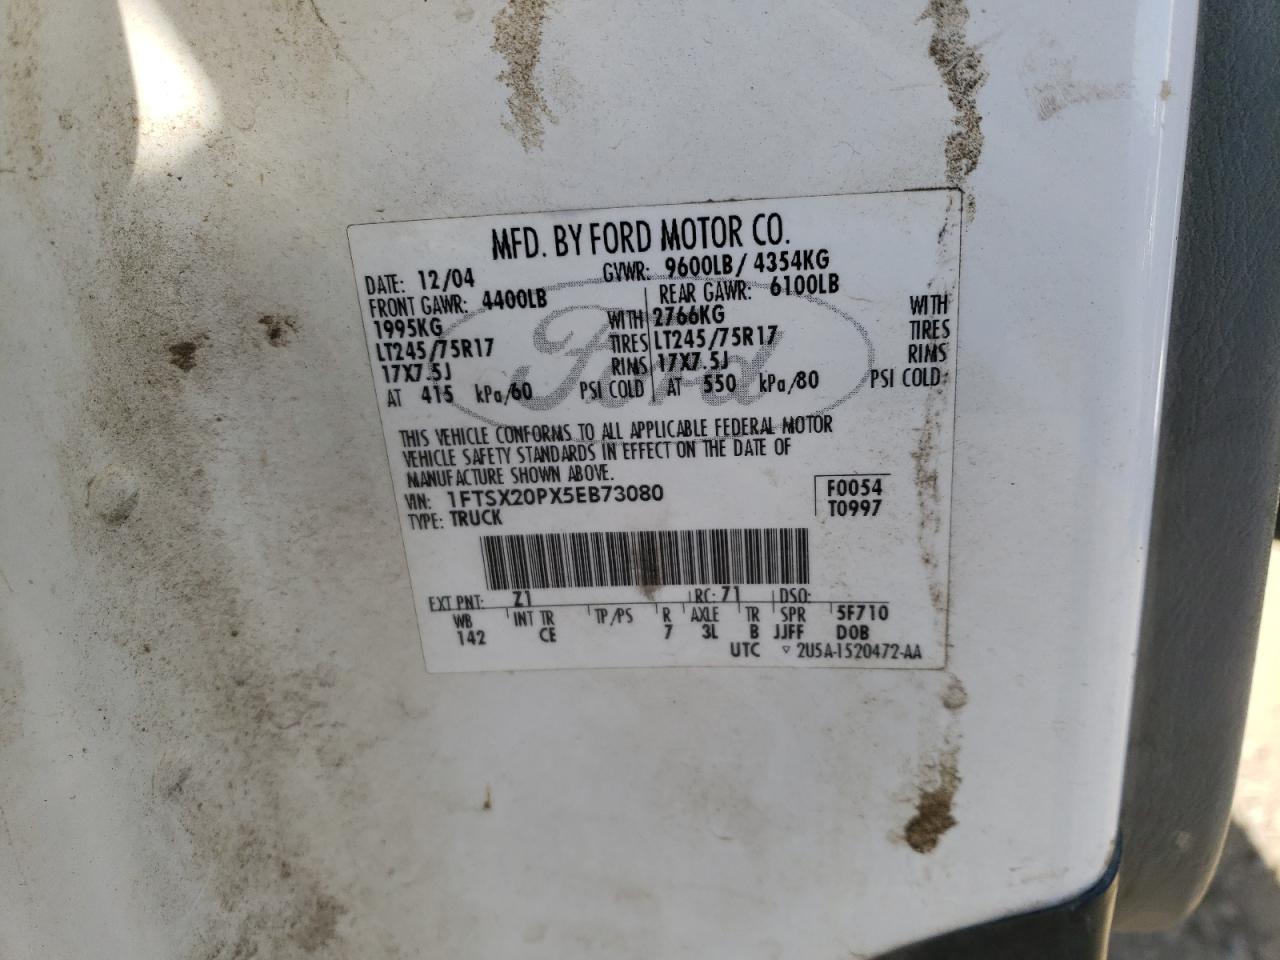 MFD. BY FORD MOTOR CO.
DATE: 12/04 GVWR: 9600LB/ 4354KG
FRONT GAWR: 4400LB REAR GAWR: 6100LB
1995KG WITH 2766KG WITH
LT245/75R17 TIRES LT245/75R17 TIRES
17X7.5J RIMS 17X7.5J RIMS
AT 415 kPa/60 PSI COLD AT 550 kPa/80 PSI COLD
Ford
THIS VEHICLE CONFORMS TO ALL APPLICABLE FEDERAL MOTOR
VEHICLE SAFETY STANDARDS IN EFFECT ON THE DATE OF
MANUFACTURE SHOWN ABOVE.
VIN: 1FTSX20PX5EB73080 F0054
TYPE: TRUCK T0997
EXT PNT: Z1 RC: 71 DSO:
WB INT TR TP/PS R AXLE TR SPR 5F710
142 CE 7 3L B JJFF DOB
UTC ▽ 2U5A-1520472-AA